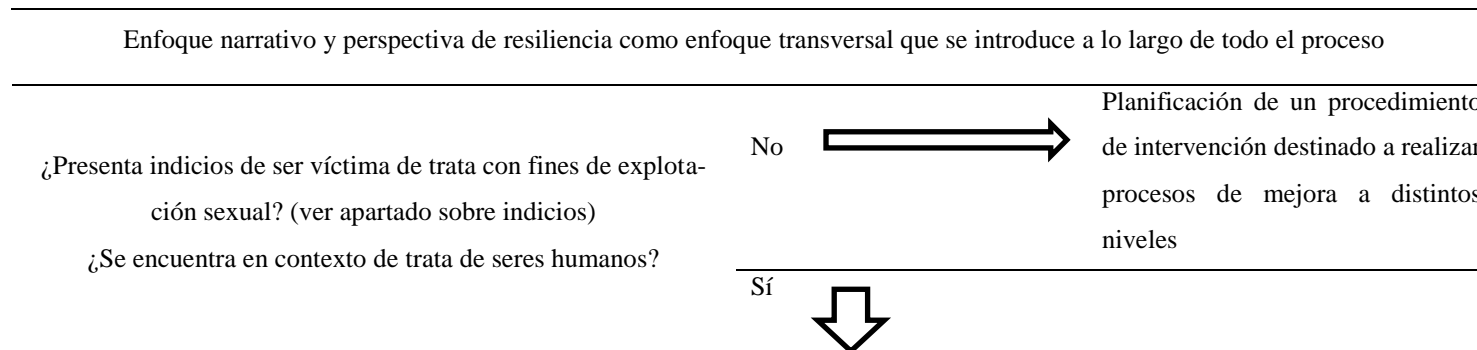 Enfoque narrativo y perspectiva de resiliencia como enfoque transversal que se introduce a lo largo de todo el proceso
¿Presenta indicios de ser víctima de trata con fines de explota-
ción sexual? (ver apartado sobre indicios)
¿Se encuentra en contexto de trata de seres humanos?
No
Planificación de un procedimiento
de intervención destinado a realizar
procesos de mejora a distintos
niveles
Sí